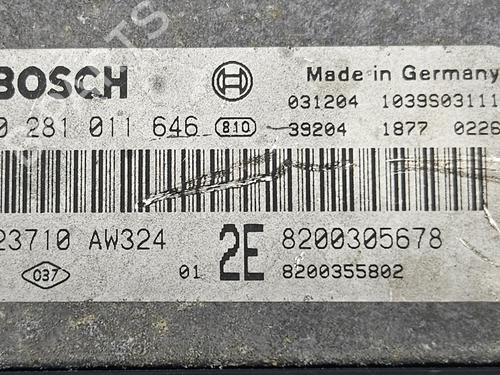 BOSCH Made in Germany
0 281 011 646 810 031204 1039S03111
39204 1877 0226
23710 AW324 2E 8200305678
037 01 8200355802